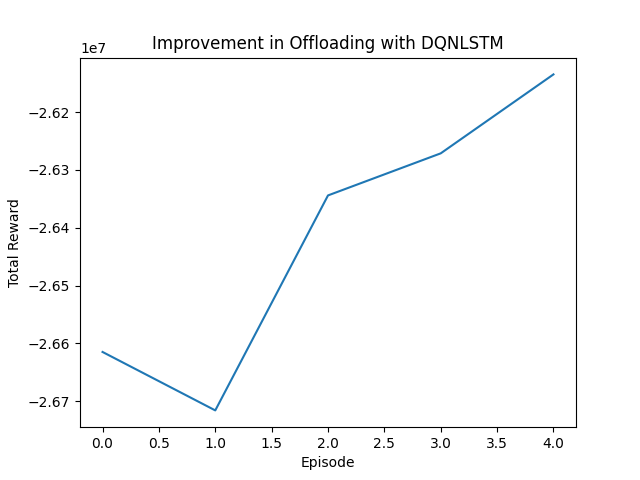 Improvement in Offloading with DQNLSTM
1e7
−2.62
−2.63
−2.64
−2.65
−2.66
−2.67
Total Reward
0.0 0.5 1.0 1.5 2.0 2.5 3.0 3.5 4.0
Episode